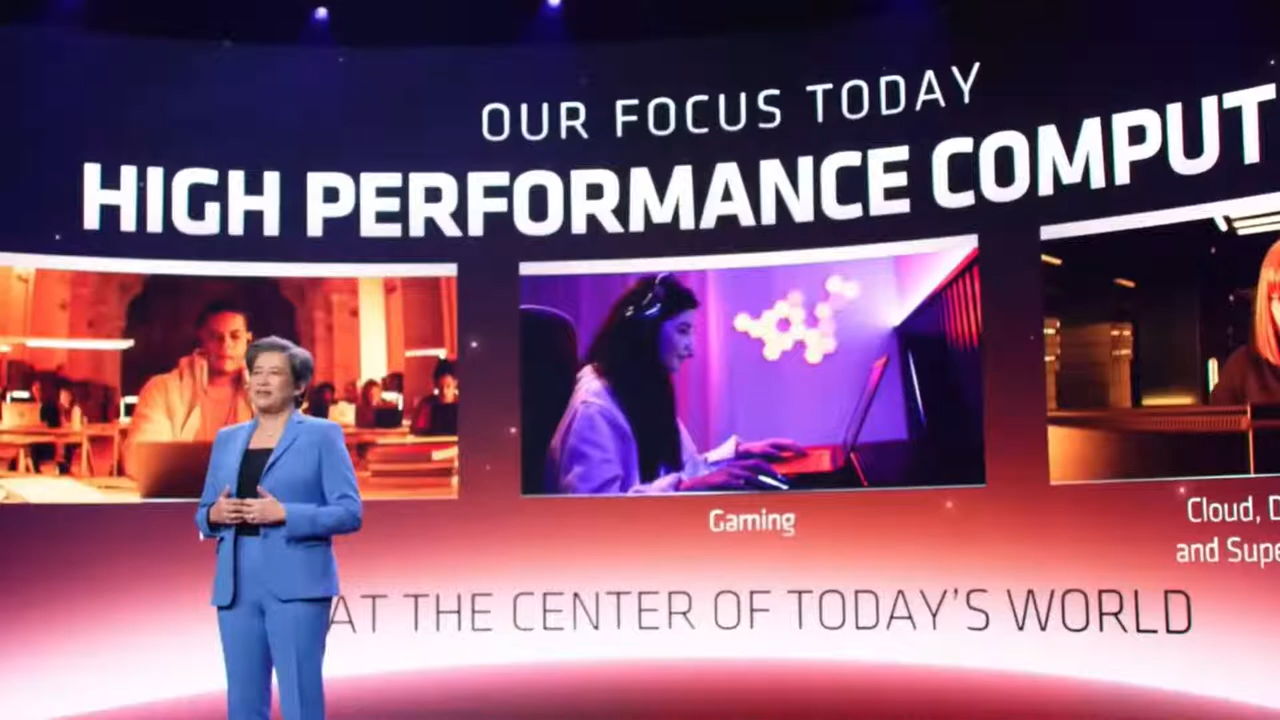 OUR FOCUS TODAY
HIGH PERFORMANCE COMPUT
Gaming
Cloud, D
and Supe
AT THE CENTER OF TODAY'S WORLD